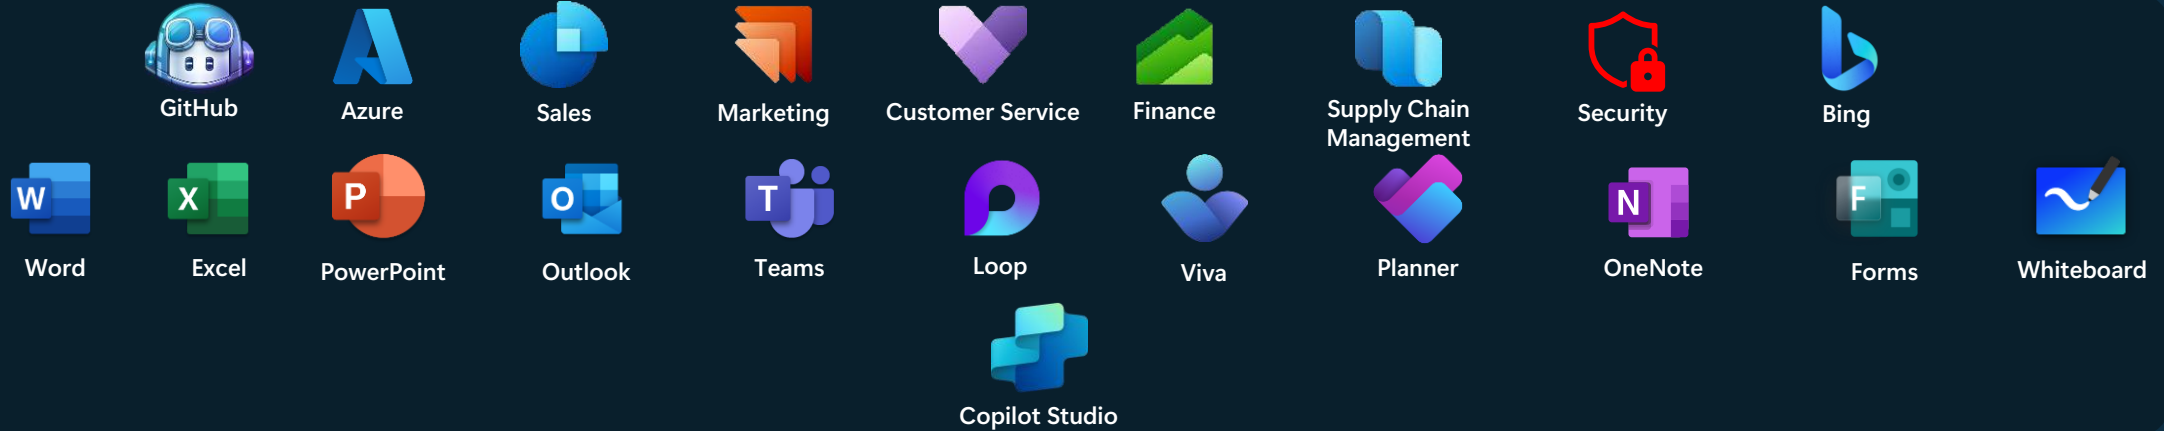 GitHub
Azure
Sales
Marketing
Customer Service
Finance
Supply Chain
Management
Security
Bing
W
X
P
O
T
N
F
Word
Excel
PowerPoint
Outlook
Teams
Loop
Viva
Planner
OneNote
Forms
Whiteboard
Copilot Studio